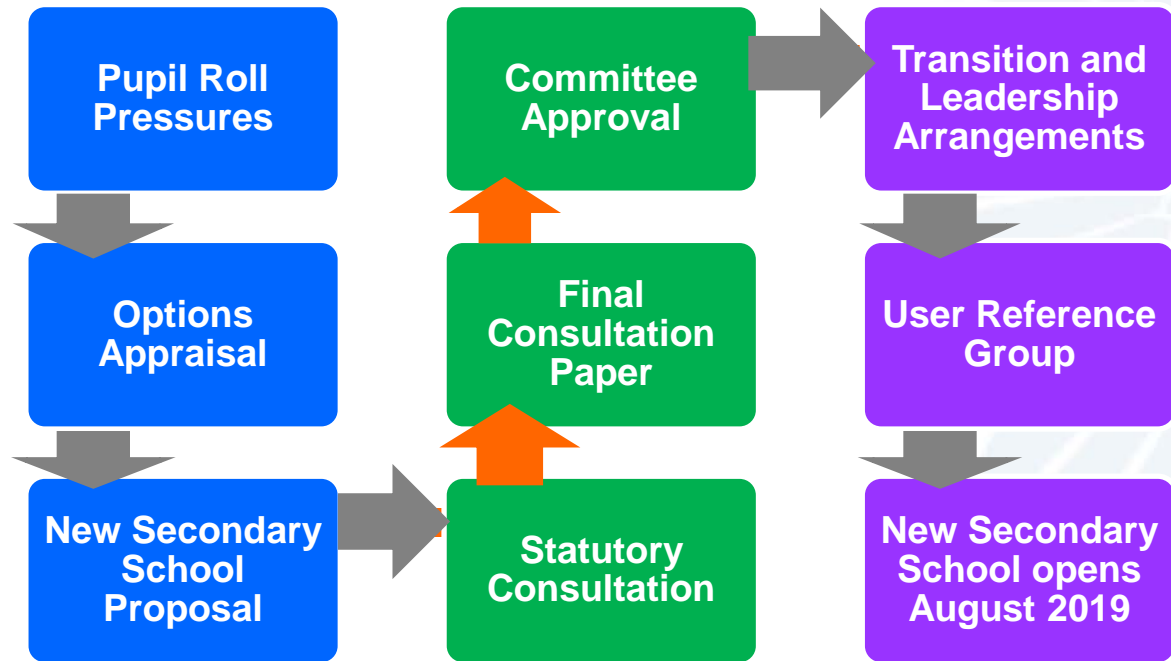 Pupil Roll
Pressures
Options
Appraisal
New Secondary
School
Proposal
Statutory
Consultation
Final
Consultation
Paper
Committee
Approval
Transition and
Leadership
Arrangements
User Reference
Group
New Secondary
School opens
August 2019